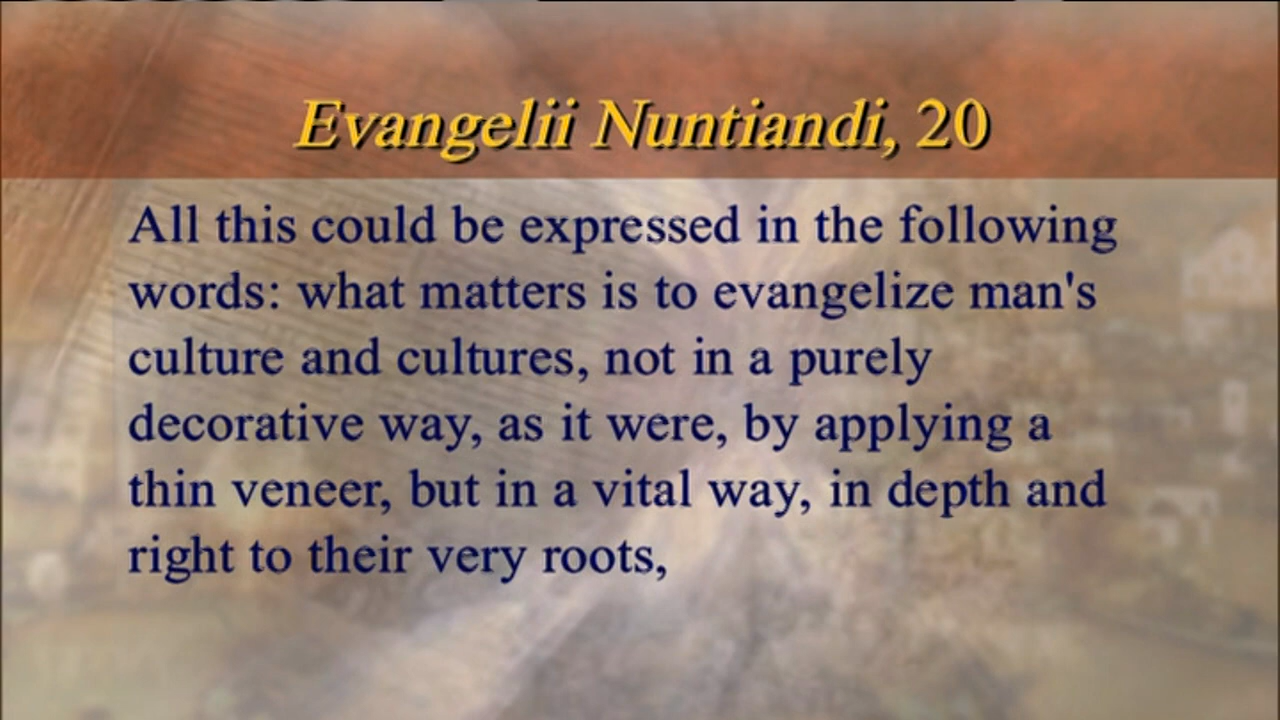 Evangelii Nuntiandi, 20
All this could be expressed in the following
words: what matters is to evangelize man's
culture and cultures, not in a purely
decorative way, as it were, by applying a
thin veneer, but in a vital way, in depth and
right to their very roots,